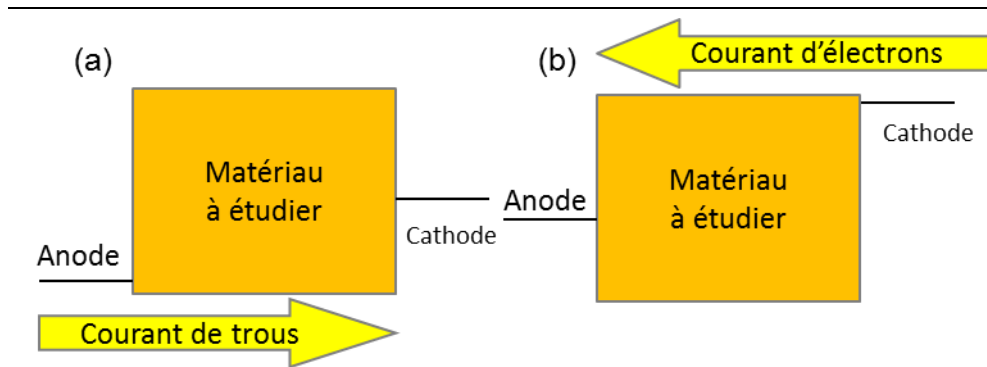 (a)
Matériau
à étudier
Anode
Cathode
Courant de trous
(b)
Courant d’électrons
Cathode
Anode
Matériau
à étudier